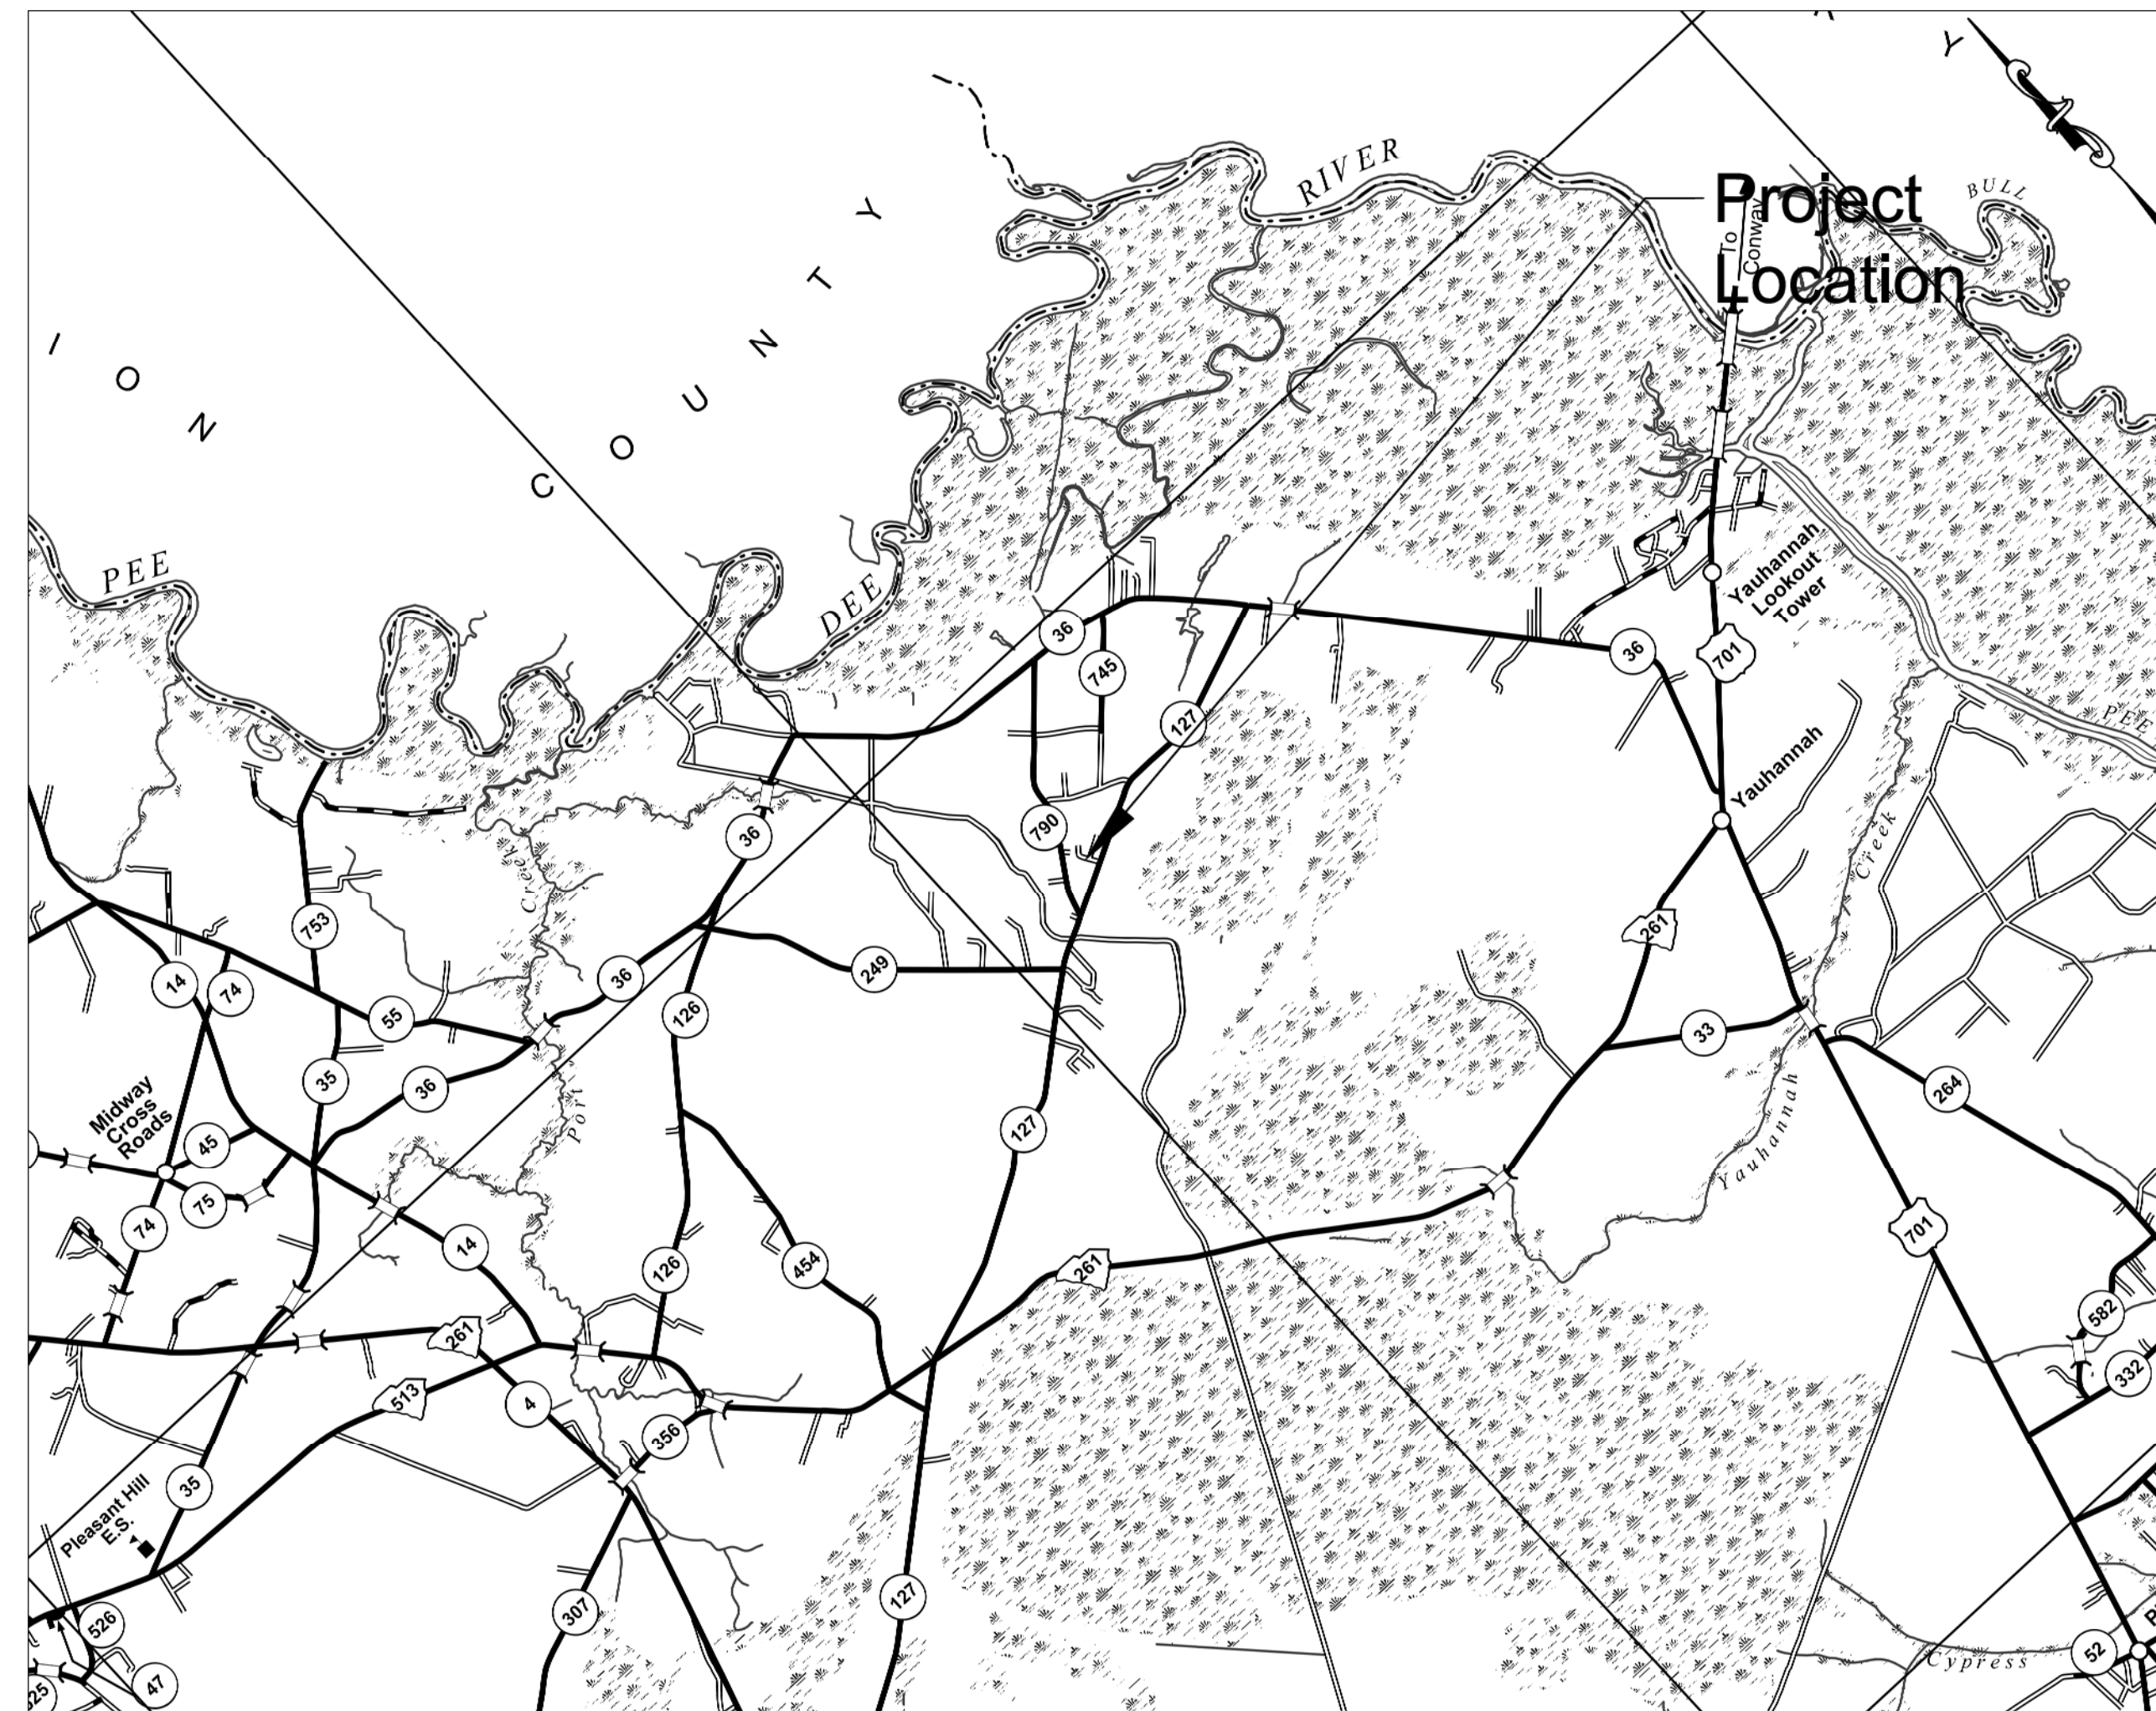 Y
BULL
RIVER
Project
Location
To
Conway
I
O
N
C
O
U
N
T
Y
PEE
DEE
Yauhannah
Lookout
Tower
36
745
36
701
127
PEE
Yauhannah
790
36
Creek
Creek
753
261
14
74
36
249
55
126
33
35
36
264
Midway
Cross
Roads
Port
127
45
75
Yauhannah
74
14
126
454
261
701
582
261
513
4
356
332
35
Pleasant Hill
E.S.
127
307
526
52
Cypress
47